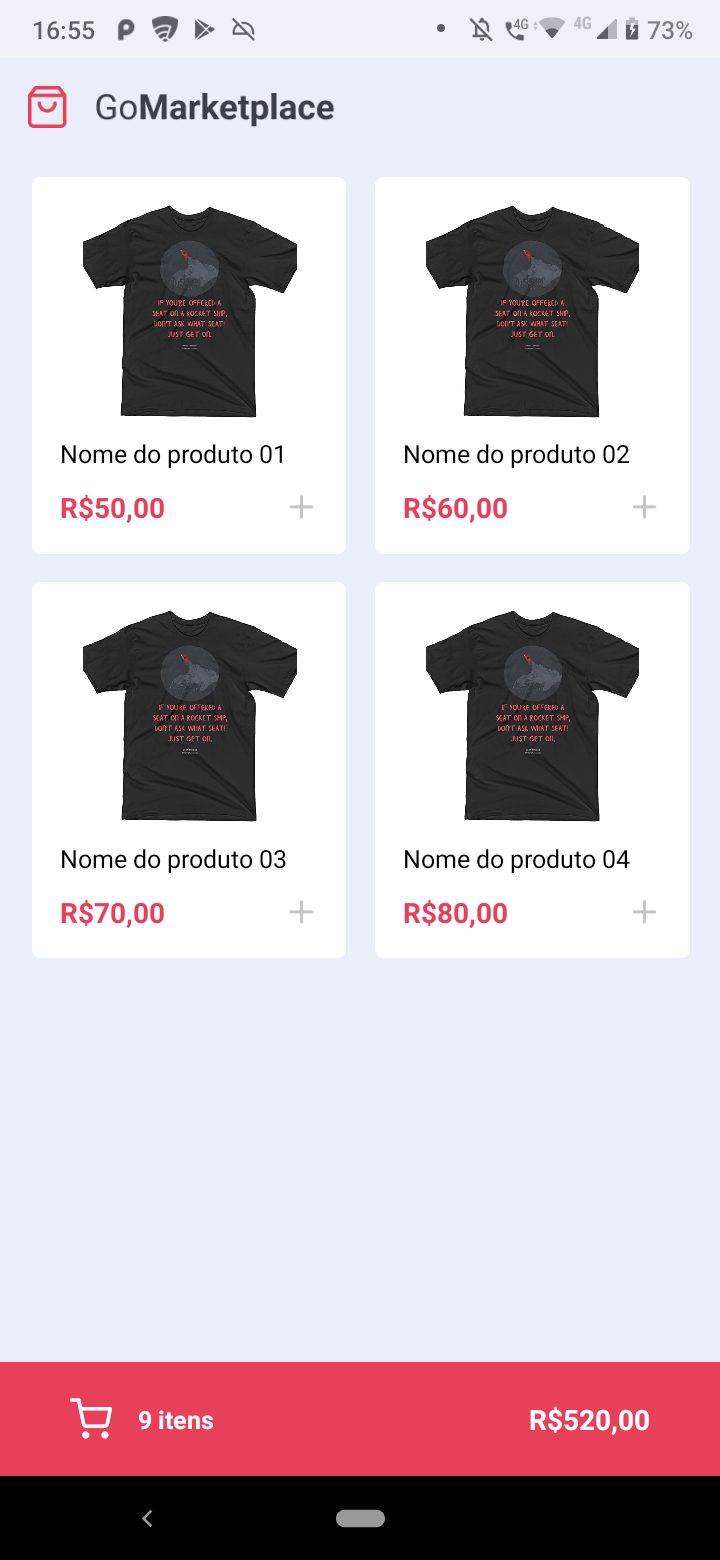 16:55
4G
4G
73%
GoMarketplace
IF YOU'RE OFFERED A
SEAT ON A ROCKET SHIP,
DON'T ASK WHAT SEAT!
JUST GET ON.
IF YOU'RE OFFERED A
SEAT ON A ROCKET SHIP,
DON'T ASK WHAT SEAT!
JUST GET ON.
Nome do produto 01
Nome do produto 02
R$50,00
R$60,00
IF YOU'RE OFFERED A
SEAT ON A ROCKET SHIP,
DON'T ASK WHAT SEAT!
JUST GET ON.
IF YOU'RE OFFERED A
SEAT ON A ROCKET SHIP,
DON'T ASK WHAT SEAT!
JUST GET ON.
Nome do produto 03
Nome do produto 04
R$70,00
R$80,00
9 itens
R$520,00